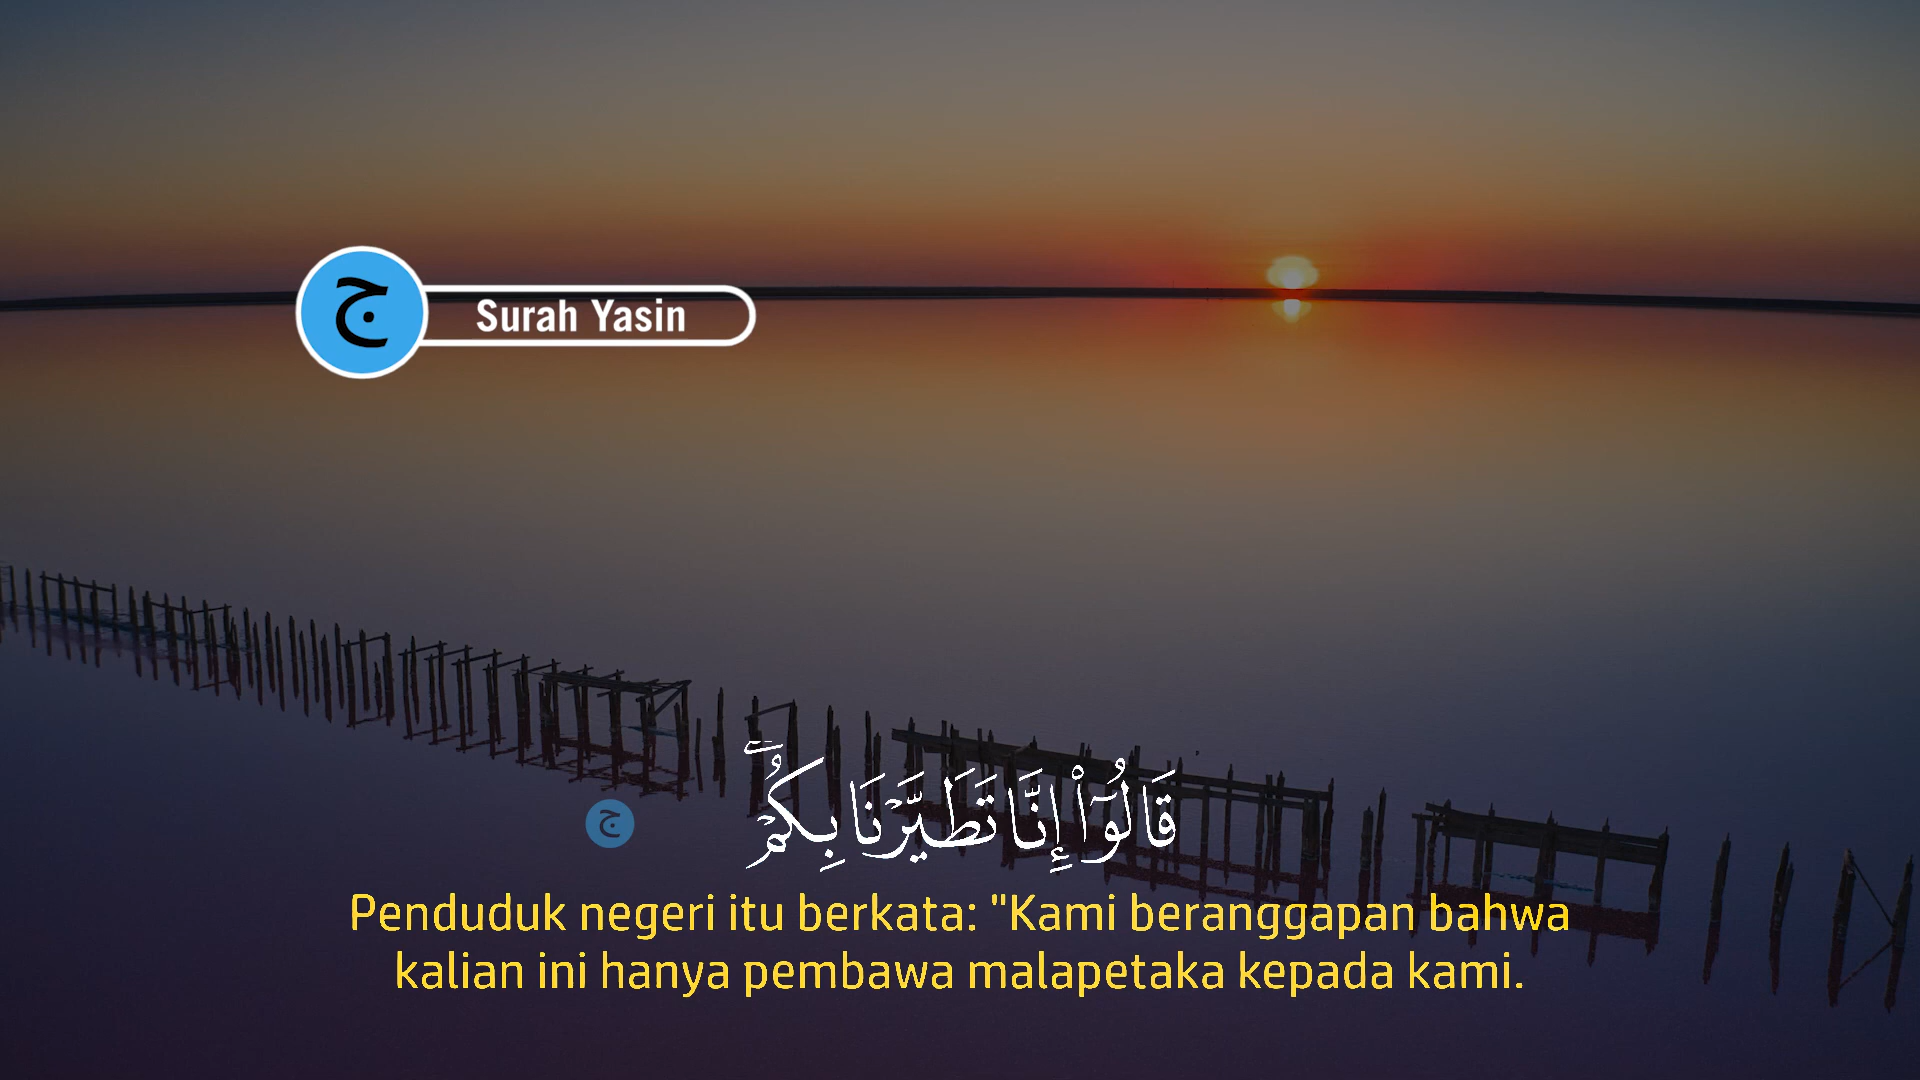 ج
Surah Yasin
قَالُوٓا۟ إِنَّا تَطَيَّرْنَا بِكُمْ ۖ
ج
Penduduk negeri itu berkata: "Kami beranggapan bahwa
kalian ini hanya pembawa malapetaka kepada kami.